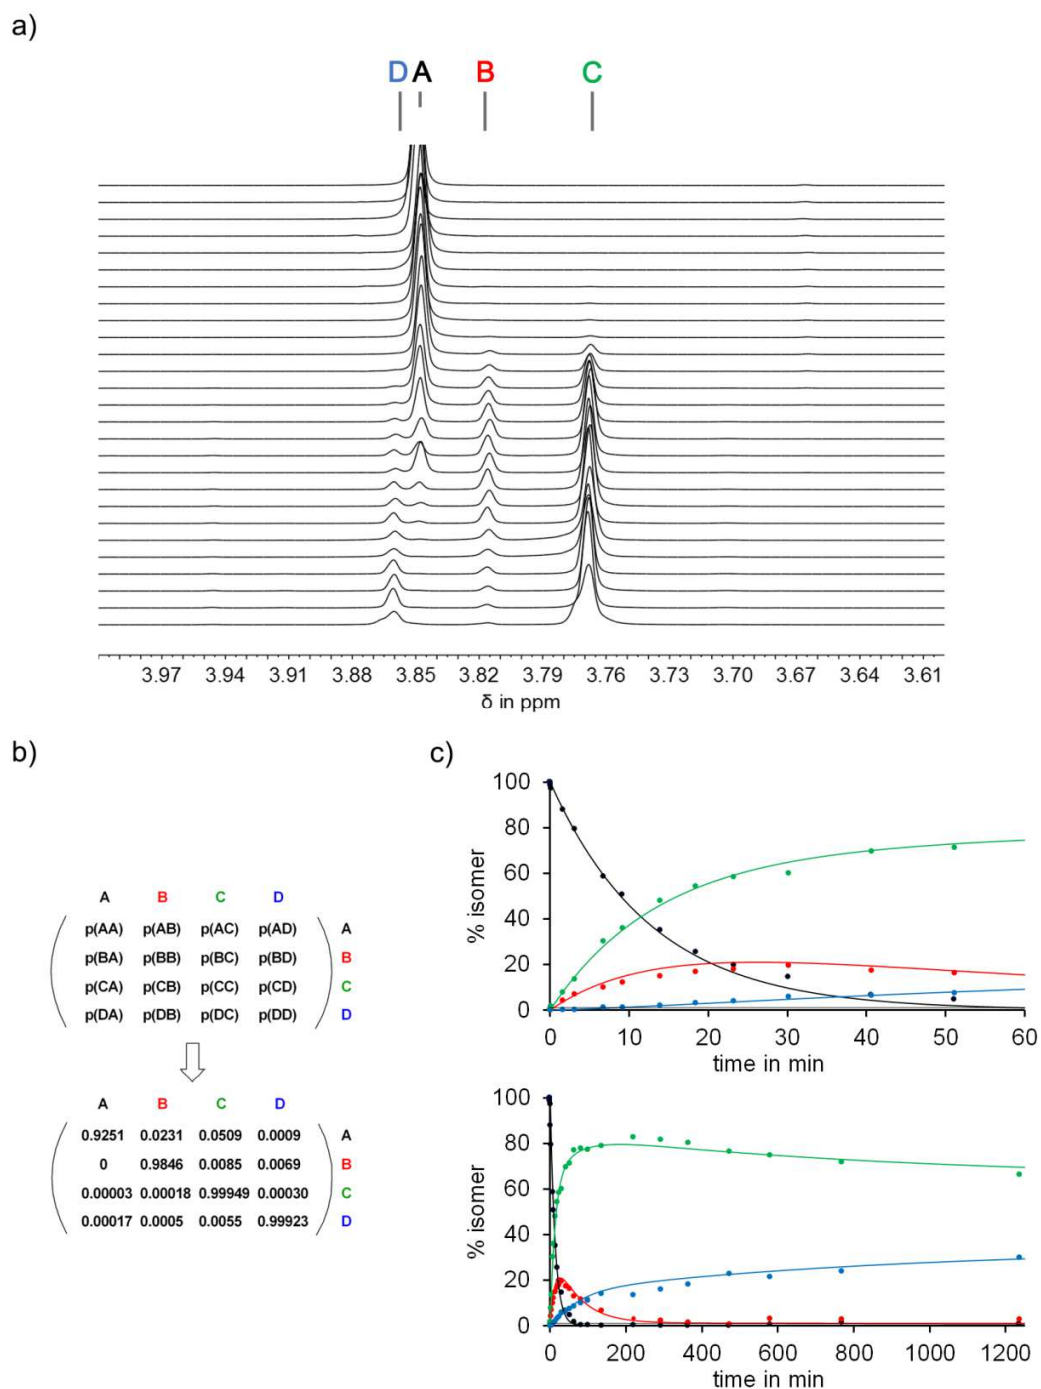 a)
D A B C
3.97 3.94 3.91 3.88 3.85 3.82 3.79 3.76 3.73 3.70 3.67 3.64 3.61
δ in ppm
b)
A B C D
p(AA) p(AB) p(AC) p(AD) A
p(BA) p(BB) p(BC) p(BD) B
p(CA) p(CB) p(CC) p(CD) C
p(DA) p(DB) p(DC) p(DD) D
A B C D
0.9251 0.0231 0.0509 0.0009 A
0 0.9846 0.0085 0.0069 B
0.00003 0.00018 0.99949 0.00030 C
0.00017 0.0005 0.0055 0.99923 D
c)
% isomer
100
80
60
40
20
0
0 10 20 30 40 50 60
time in min
% isomer
100
80
60
40
20
0
0 200 400 600 800 1000 1200
time in min